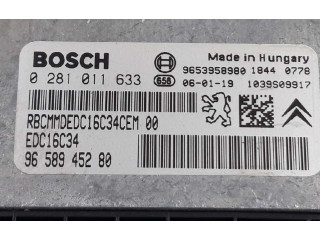 BOSCH
Made in Hungary
9653958980 1844 0778
0 281 011 633
656
06-01-19 1039S09917
RBCMMDEDC16C34CEM 00
EDC16C34
96 589 452 80